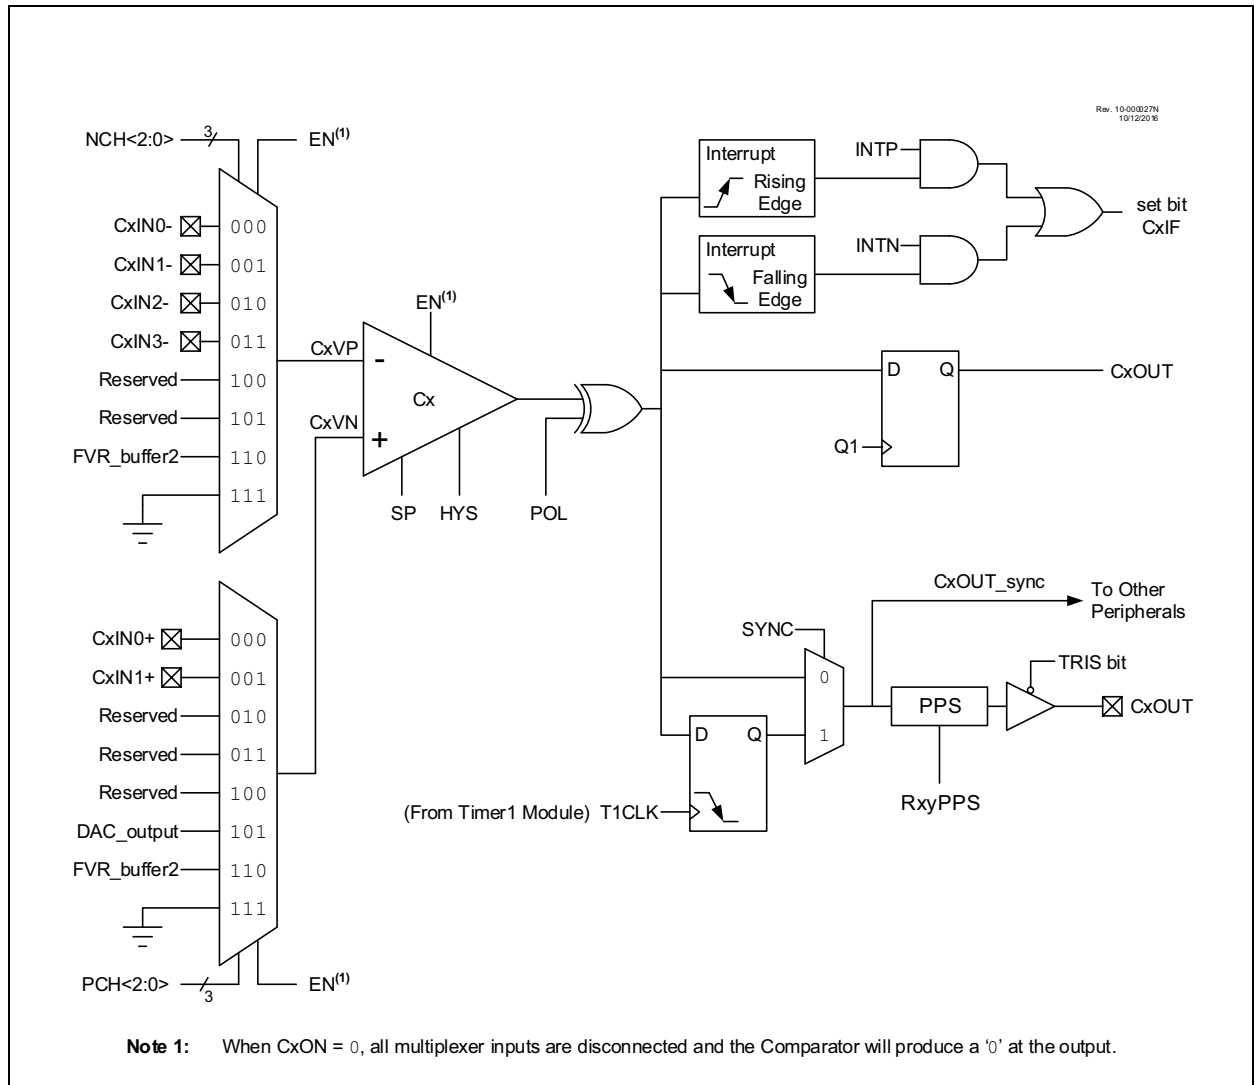 Rev. 10-000027N
10/12/2016
NCH<2:0>
3
EN(1)
CxIN0-
000
CxIN1-
001
CxIN2-
010
CxIN3-
011
Reserved
100
Reserved
101
FVR_buffer2
110
111
CxVP
CxVN
EN(1)
-
Cx
+
SP
HYS
POL
Interrupt
Rising
Edge
INTP
Interrupt
Falling
Edge
INTN
set bit
CxIF
D
Q
Q1
CxOUT
CxIN0+
000
CxIN1+
001
Reserved
010
Reserved
011
Reserved
100
DAC_output
101
FVR_buffer2
110
111
PCH<2:0>
3
EN(1)
CxOUT_sync
To Other
Peripherals
SYNC
0
1
TRIS bit
PPS
CxOUT
RxyPPS
D
Q
(From Timer1 Module) T1CLK
Note 1: When CxON = 0, all multiplexer inputs are disconnected and the Comparator will produce a ‘0’ at the output.